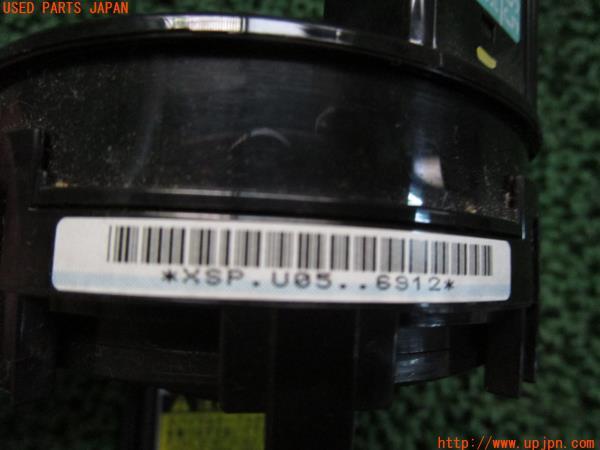 USED PARTS JAPAN
*XSP.U05..6912*
http://www.upjpn.com/